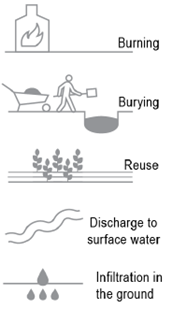 Burning
Burying
Reuse
Discharge to
surface water
Infiltration in
the ground